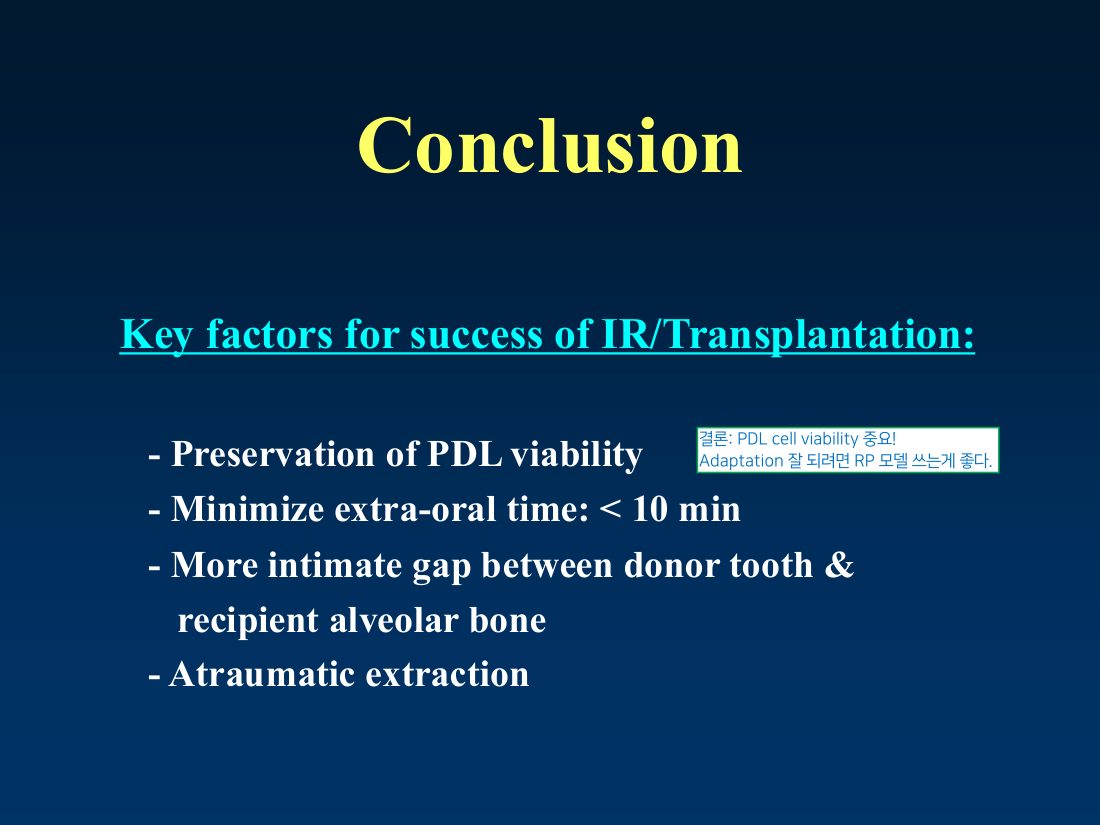 Conclusion
Key factors for success of IR/Transplantation:
- Preservation of PDL viability
결론: PDL cell viability 중요!
Adaptation 잘 되려면 RP 모델 쓰는게 좋다.
- Minimize extra-oral time: < 10 min
- More intimate gap between donor tooth &
recipient alveolar bone
- Atraumatic extraction